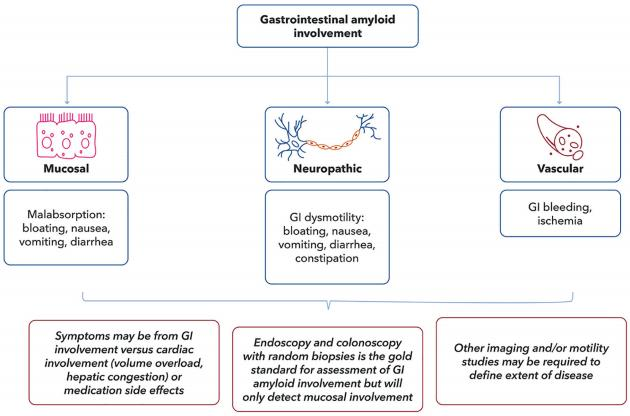 Gastrointestinal amyloid
involvement
Mucosal
Neuropathic
Vascular
Malabsorption:
bloating, nausea,
vomiting, diarrhea
GI dysmotility:
bloating, nausea,
vomiting, diarrhea,
constipation
GI bleeding,
ischemia
Symptoms may be from GI
involvement versus cardiac
involvement (volume overload,
hepatic congestion) or
medication side effects
Endoscopy and colonoscopy
with random biopsies is the gold
standard for assessment of GI
amyloid involvement but will
only detect mucosal involvement
Other imaging and/or motility
studies may be required to
define extent of disease